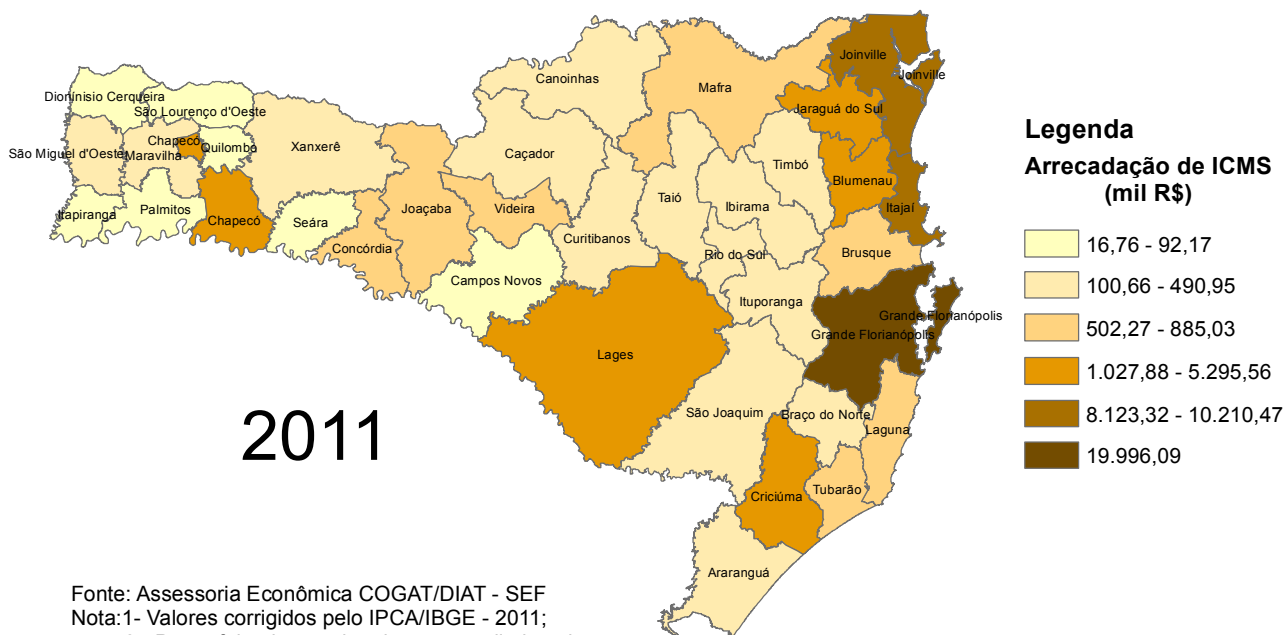 Joinville
Joinville
Canoinhas
Mafra
Dionísio Cerqueira
São Lourenço d'Oeste
Jaraguá do Sul
Chapecó
Quilombo
Xanxerê
São Miguel d'Oeste
Maravilha
Caçador
Timbó
Blumenau
Taió
Ibirama
Itapiranga
Palmitos
Chapecó
Seára
Joaçaba
Videira
Itajaí
Concórdia
Curitibanos
Rio do Sul
Brusque
Campos Novos
Ituporanga
Grande Florianópolis
Grande Florianópolis
Lages
São Joaquim
Braço do Norte
Laguna
Criciúma
Tubarão
Araranguá
2011
Legenda
Arrecadação de ICMS
(mil R$)
16,76 - 92,17
100,66 - 490,95
502,27 - 885,03
1.027,88 - 5.295,56
8.123,32 - 10.210,47
19.996,09
Fonte: Assessoria Econômica COGAT/DIAT - SEF
Nota:1- Valores corrigidos pelo IPCA/IBGE - 2011;